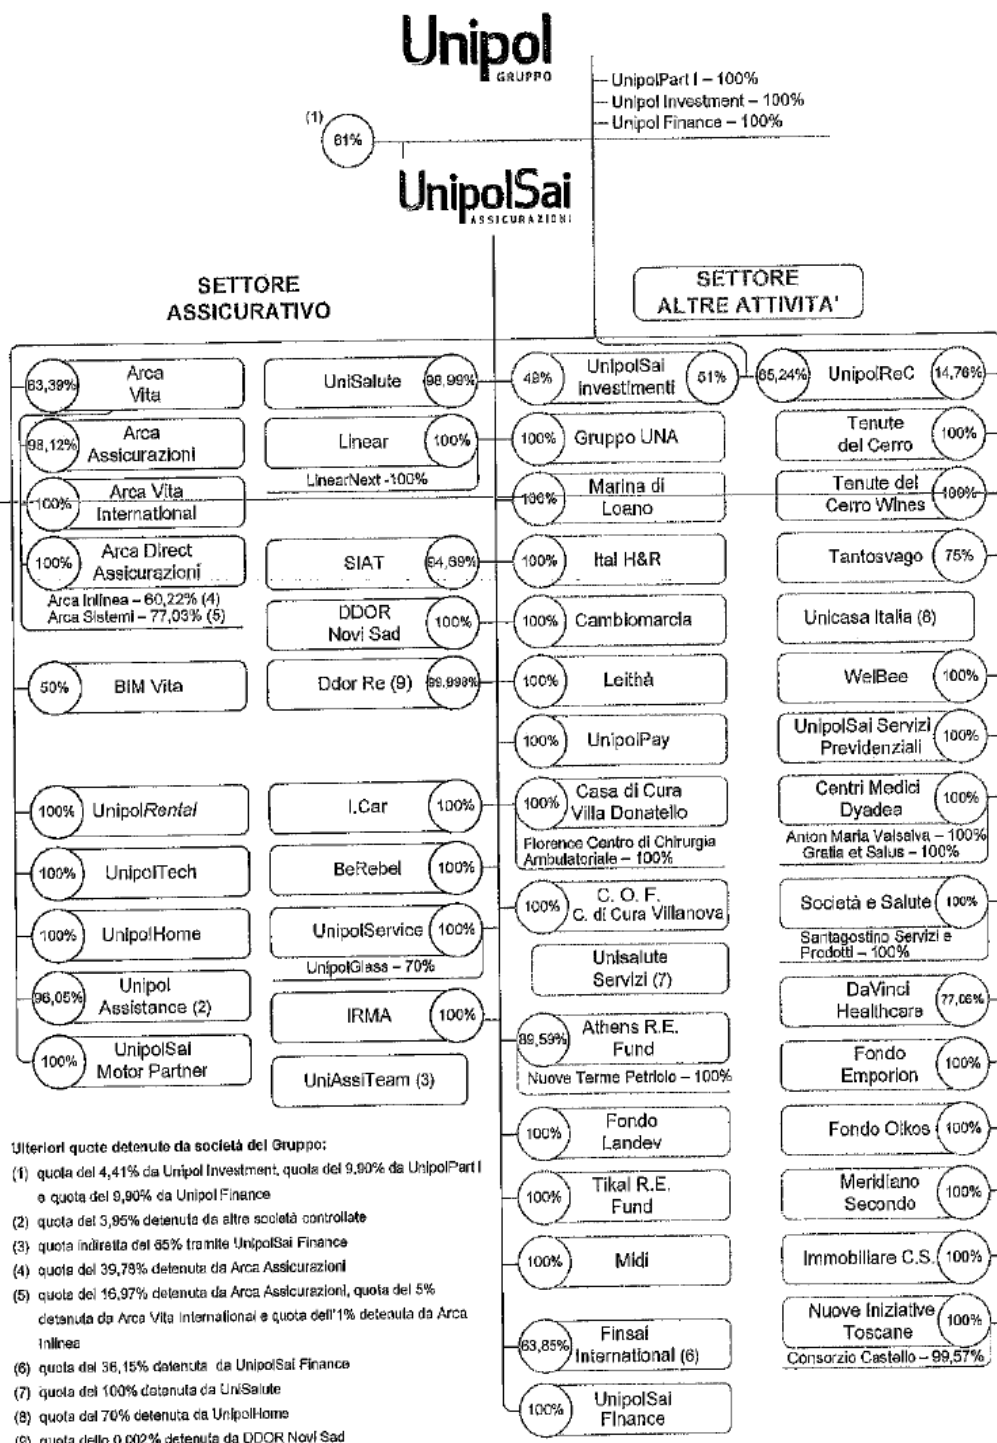 Unipol
GRUPPO
UnipolPart I – 100%
Unipol Investment – 100%
Unipol Finance – 100%
(1)
61%
UnipolSai
ASSICURAZIONI
SETTORE
ASSICURATIVO
SETTORE
ALTRE ATTIVITA'
63,39%
Arca
Vita
98,12%
Arca
Assicurazioni
100%
Arca Vita
International
100%
Arca Direct
Assicurazioni
Arca Inlinea – 60,22% (4)
Arca Sistemi – 77,03% (5)
50%
BIM Vita
100%
UnipolRental
100%
UnipolTech
100%
UnipolHome
96,05%
Unipol
Assistance (2)
100%
UnipolSai
Motor Partner
UniSalute
98,99%
Linear
100%
LinearNext -100%
SIAT
94,69%
DDOR
Novi Sad
100%
Ddor Re (9)
99,998%
I.Car
100%
BeRebel
100%
UnipolService
100%
UnipolGlass – 70%
IRMA
100%
UniAssiTeam (3)
49%
UnipolSai
Investimenti
51%
100%
Gruppo UNA
100%
Marina di
Loano
100%
Ital H&R
100%
Cambiomarcia
100%
Leithà
100%
UnipolPay
100%
Casa di Cura
Villa Donatello
Florence Centro di Chirurgia
Ambulatoriale – 100%
100%
C. O. F.
C. di Cura Villanova
Unisalute
Servizi (7)
89,59%
Athens R.E.
Fund
Nuove Terme Petriolo – 100%
100%
Fondo
Landev
100%
Tikal R.E.
Fund
100%
Midi
63,85%
Finsai
International (6)
100%
UnipolSai
Finance
85,24%
UnipolReC
14,76%
Tenute
del Cerro
100%
Tenute del
Cerro Wines
100%
Tantosvago
75%
Unicasa Italia (8)
WelBee
100%
UnipolSai Servizi
Previdenziali
100%
Centri Medici
Dyadea
100%
Anton Maria Valsalva – 100%
Gratia et Salus – 100%
Società e Salute
100%
Santagostino Servizi e
Prodotti – 100%
DaVinci
Healthcare
77,06%
Fondo
Emporion
100%
Fondo Oikos
100%
Meridiano
Secondo
100%
Immobiliare C.S.
100%
Nuove Iniziative
Toscane
100%
Consorzio Castello – 99,57%
Ulteriori quote detenute da società del Gruppo:
(1) quota del 4,41% da Unipol Investment, quota del 9,90% da UnipolPart I
e quota del 9,90% da Unipol Finance
(2) quota del 3,95% detenuta da altre società controllate
(3) quota indiretta del 65% tramite UnipolSai Finance
(4) quota del 39,78% detenuta da Arca Assicurazioni
(5) quota del 16,97% detenuta da Arca Assicurazioni, quota del 5%
detenuta da Arca Vita International e quota dell'1% detenuta da Arca
Inlinea
(6) quota del 36,15% detenuta da UnipolSai Finance
(7) quota del 100% detenuta da UniSalute
(8) quota del 70% detenuta da UnipolHome
(9) quota dello 0,002% detenuta da DDOR Novi Sad